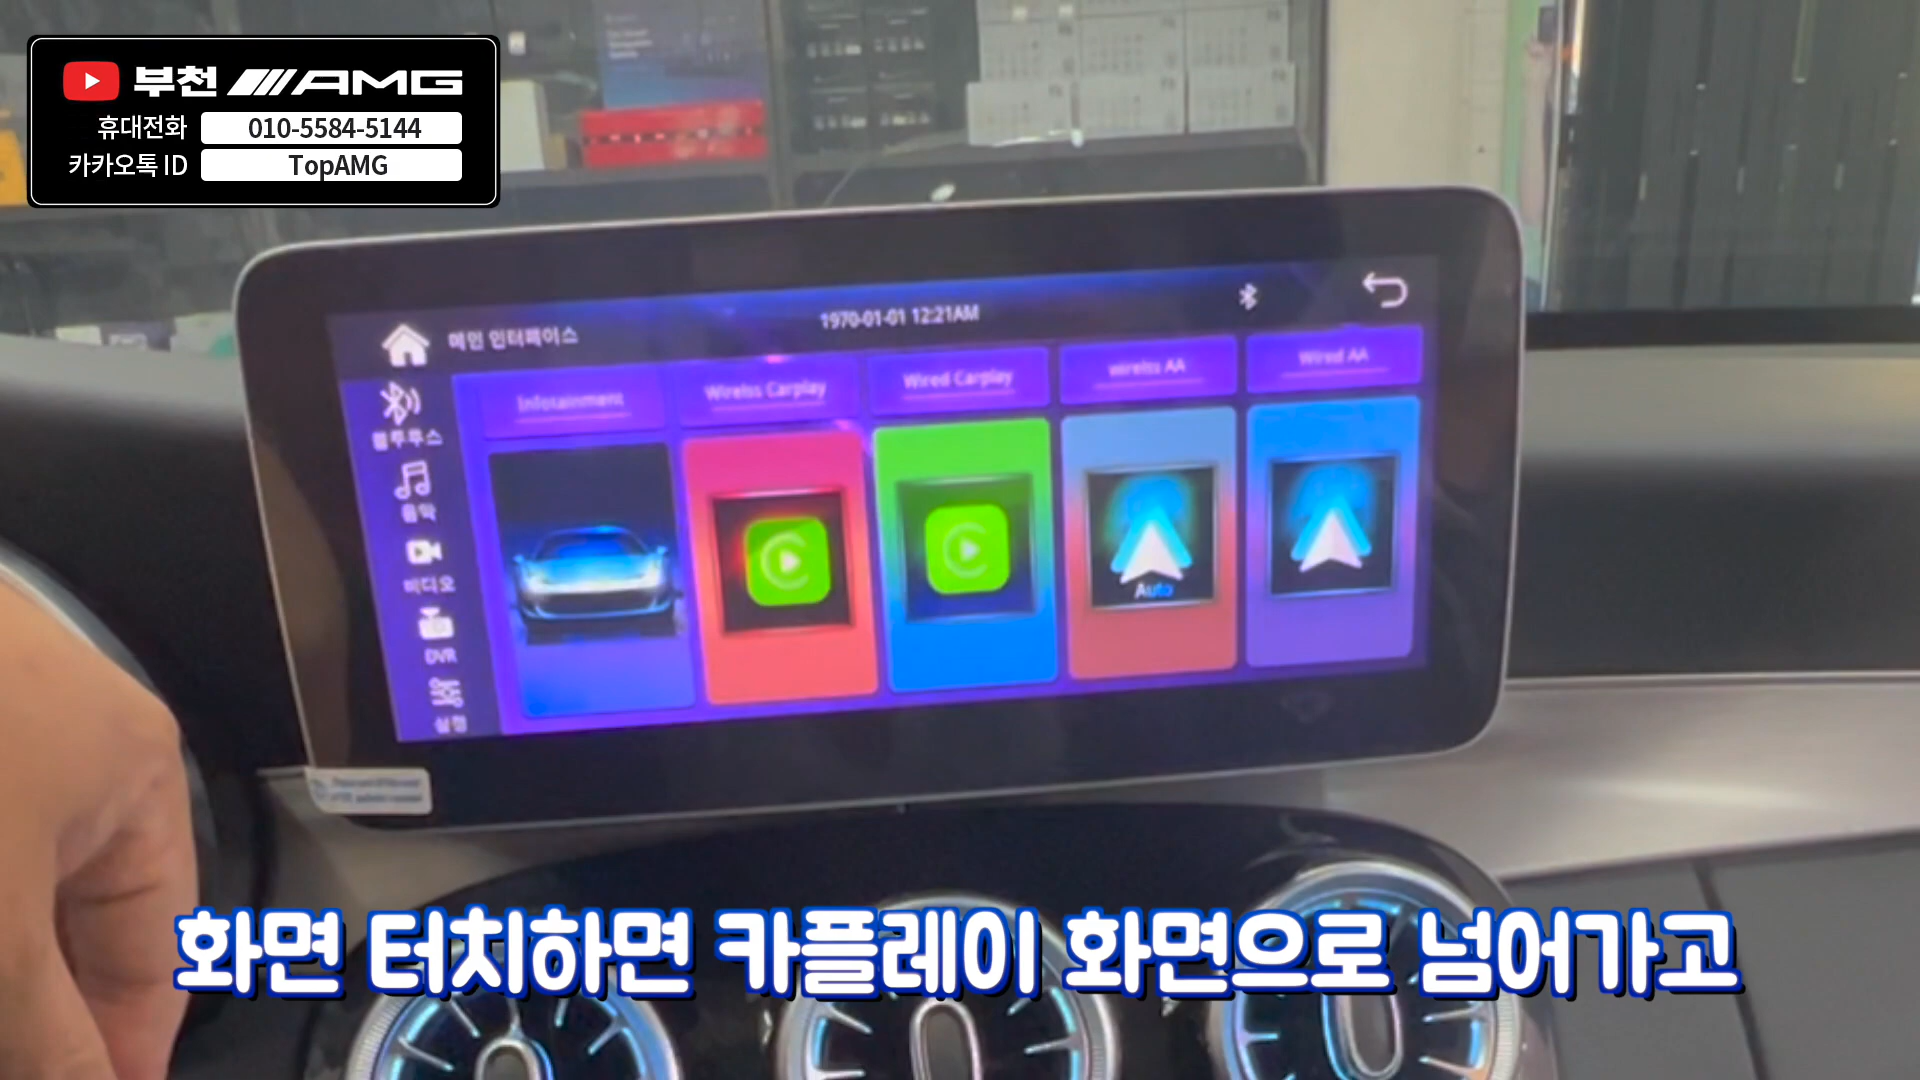 부천 AMG
휴대전화 010-5584-5144
카카오톡 ID TopAMG
메인 인터페이스 1970-01-01 12:21AM
Infotainment Wirelss Carplay Wired Carplay wirelss AA Wired AA
블루투스
음악
비디오
DVR
설정
Auto
화면 터치하면 카플레이 화면으로 넘어가고